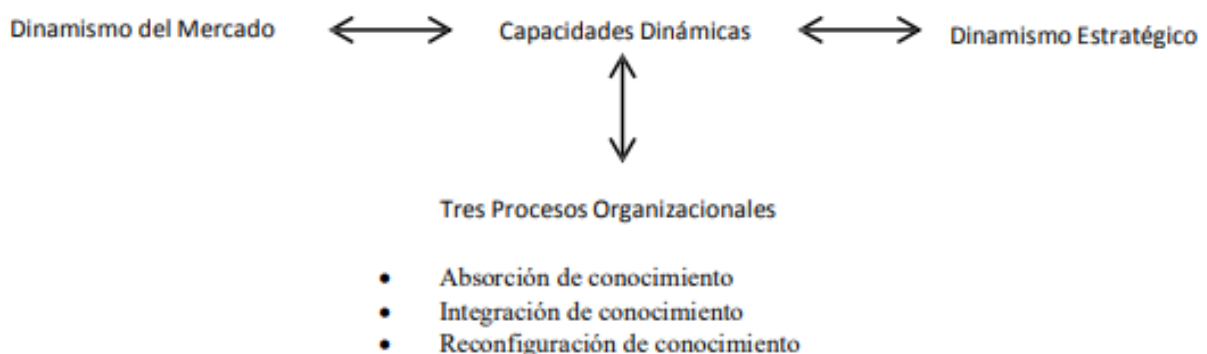 Dinamismo del Mercado
Capacidades Dinámicas
Dinamismo Estratégico
Tres Procesos Organizacionales
• Absorción de conocimiento
• Integración de conocimiento
• Reconfiguración de conocimiento